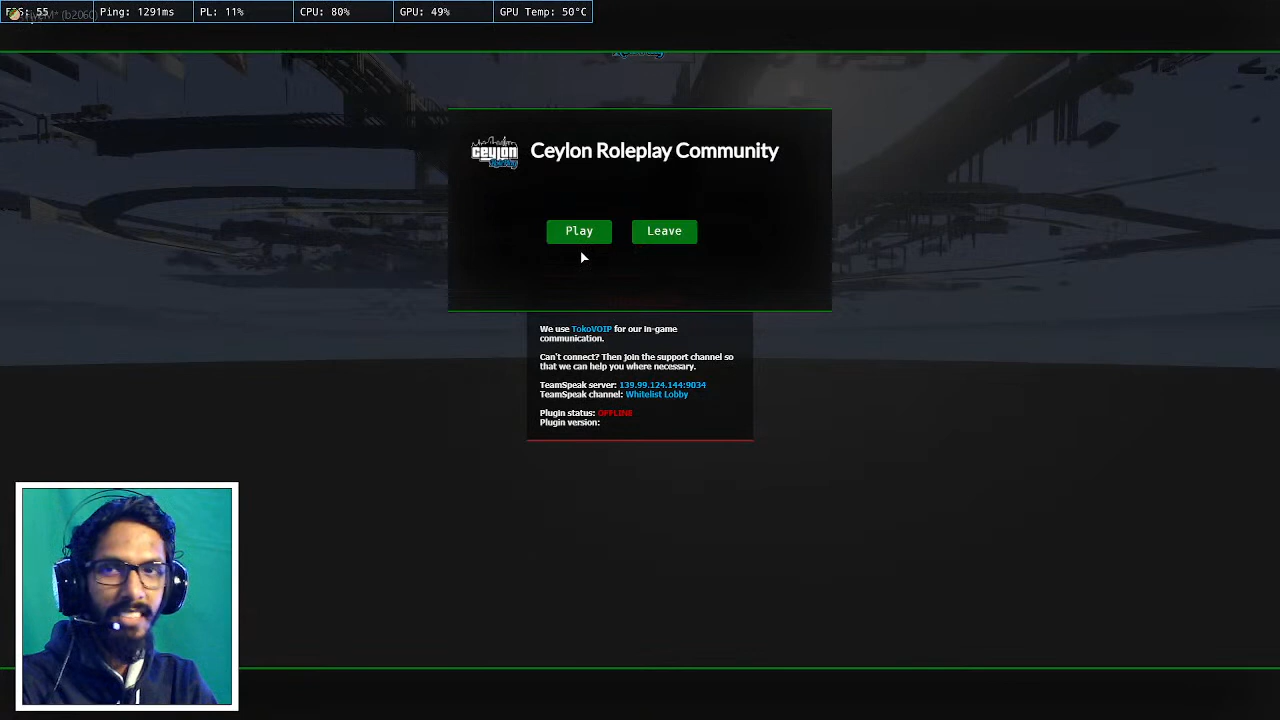 Ping: 1291ms
PL: 11%
CPU: 80%
GPU: 49%
GPU Temp: 50°C
(b2060)
ceylon
Ceylon Roleplay Community
Play
Leave
We use TokoVOIP for our in-game
communication.
Can't connect? Then join the support channel so
that we can help you where necessary.
TeamSpeak server: 139.99.124.144:9034
TeamSpeak channel: Whitelist Lobby
Plugin status: OFFLINE
Plugin version: